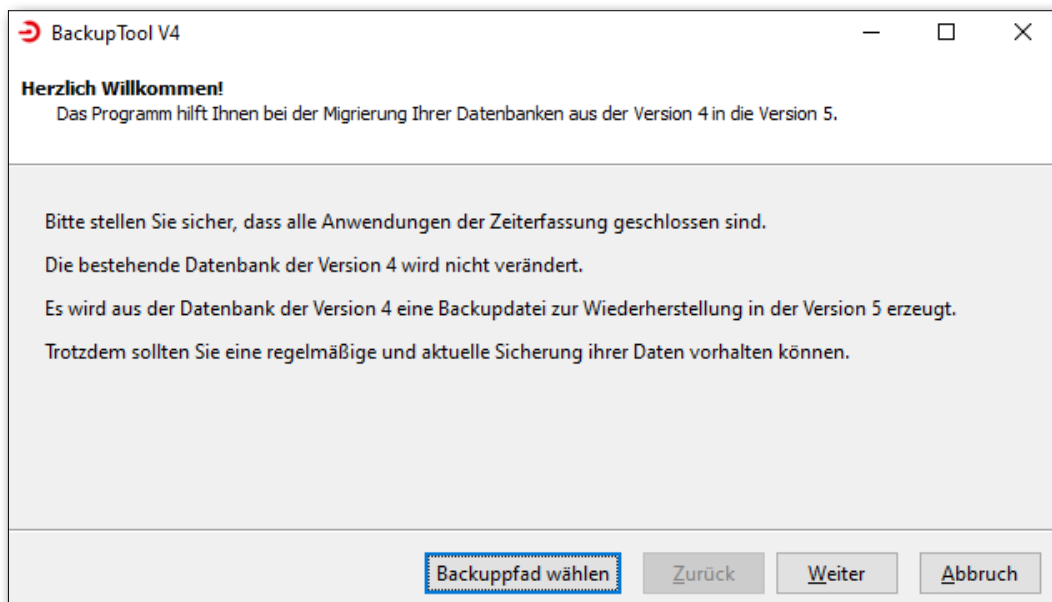 BackupTool V4
Herzlich Willkommen!
Das Programm hilft Ihnen bei der Migrierung Ihrer Datenbanken aus der Version 4 in die Version 5.
Bitte stellen Sie sicher, dass alle Anwendungen der Zeiterfassung geschlossen sind.
Die bestehende Datenbank der Version 4 wird nicht verändert.
Es wird aus der Datenbank der Version 4 eine Backupdatei zur Wiederherstellung in der Version 5 erzeugt.
Trotzdem sollten Sie eine regelmäßige und aktuelle Sicherung ihrer Daten vorhalten können.
Backuppfad wählen
Zurück
Weiter
Abbruch